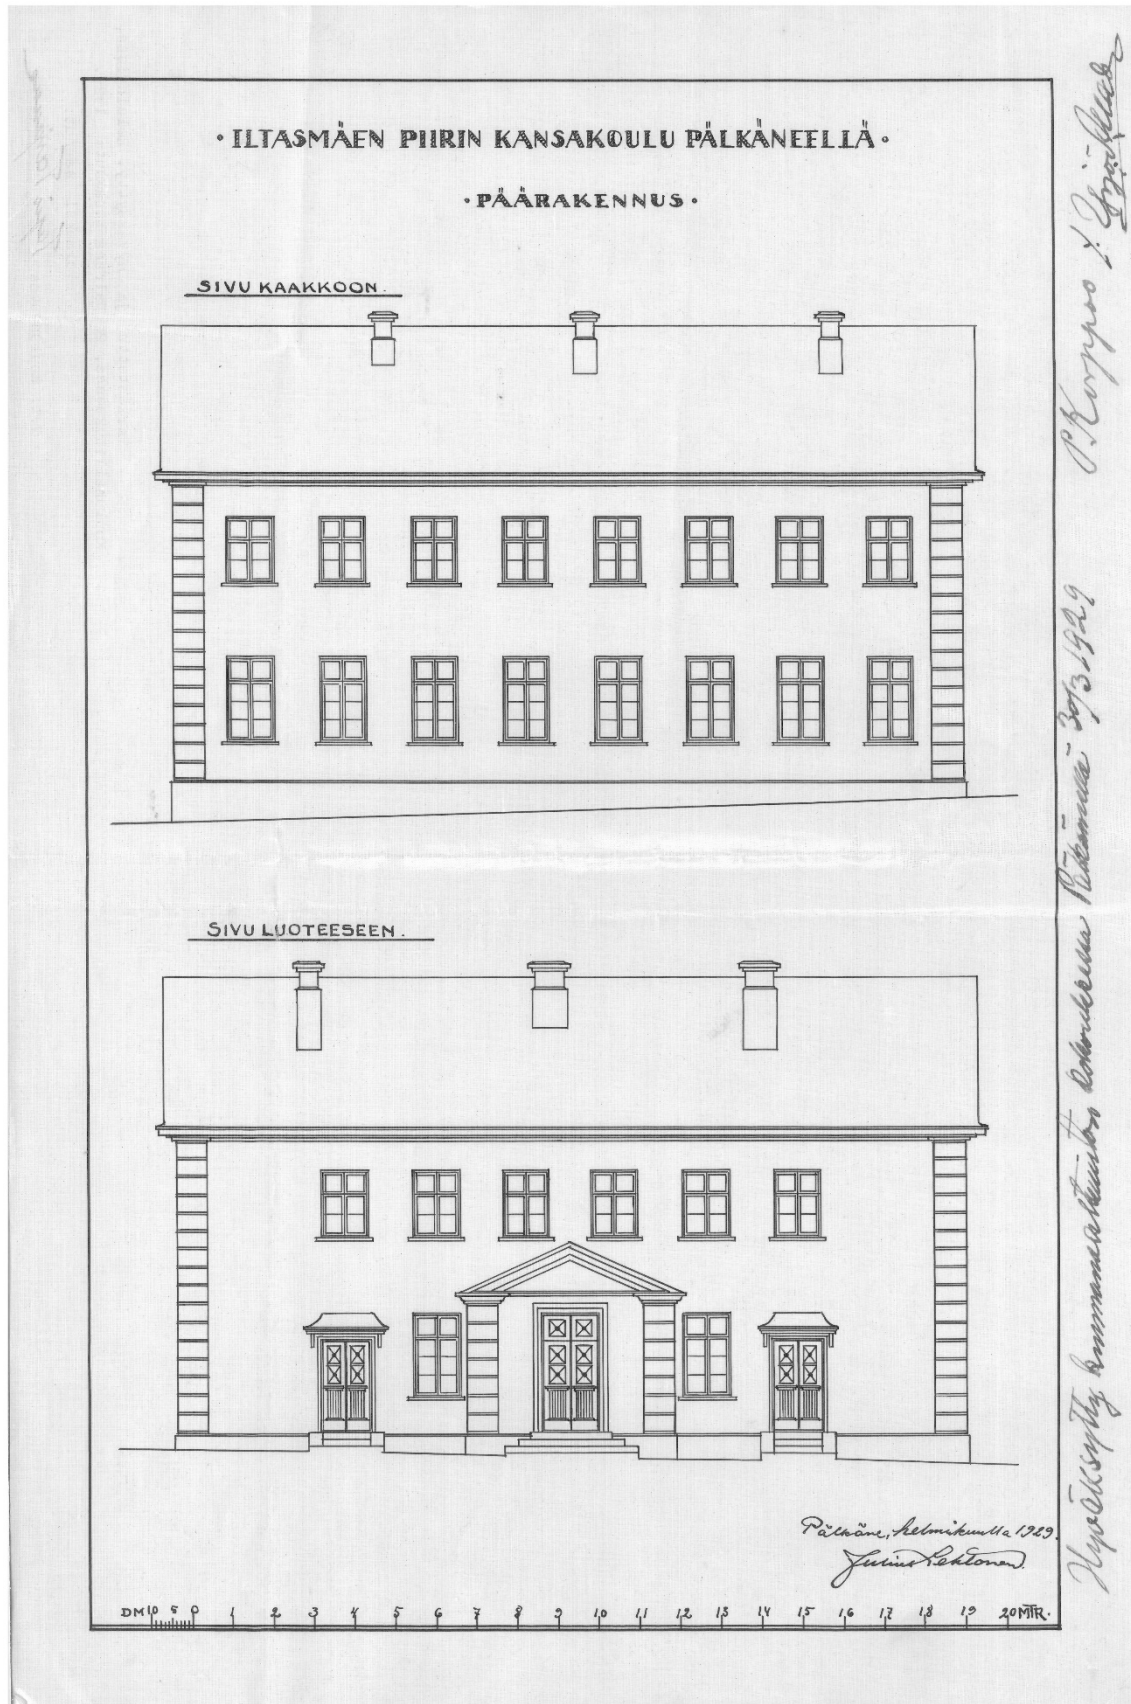 • ILTASMÄEN PIIRIN KANSAKOULU PÄLKÄNEELLÄ •
• PÄÄRAKENNUS •
SIVU KAAKKOON.
SIVU LUOTEESEEN.
Pälkäne, helmikuulla 1929.
Julius Lehtonen.
DM 10 5 0 1 2 3 4 5 6 7 8 9 10 11 12 13 14 15 16 17 18 19 20 MTR.
Hyväksytty kunnanvaltuuston kokouksessa Pälkäneellä 30/3 1929
P. Korppoo